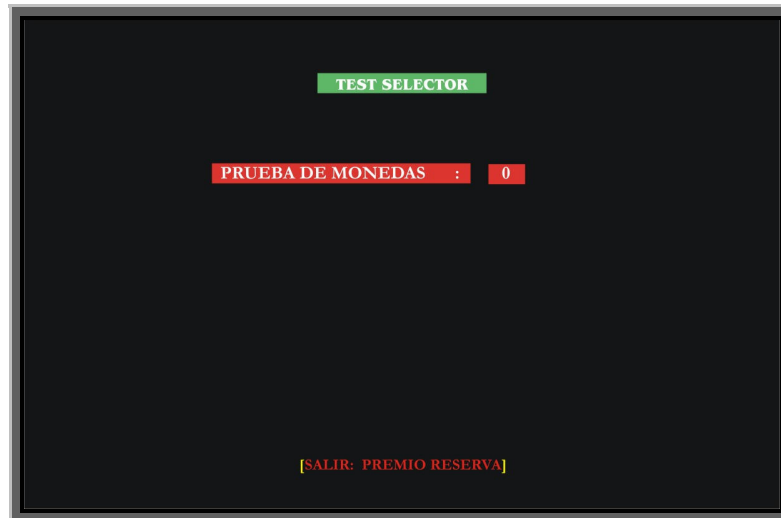 TEST SELECTOR
PRUEBA DE MONEDAS : 0
[SALIR: PREMIO RESERVA]